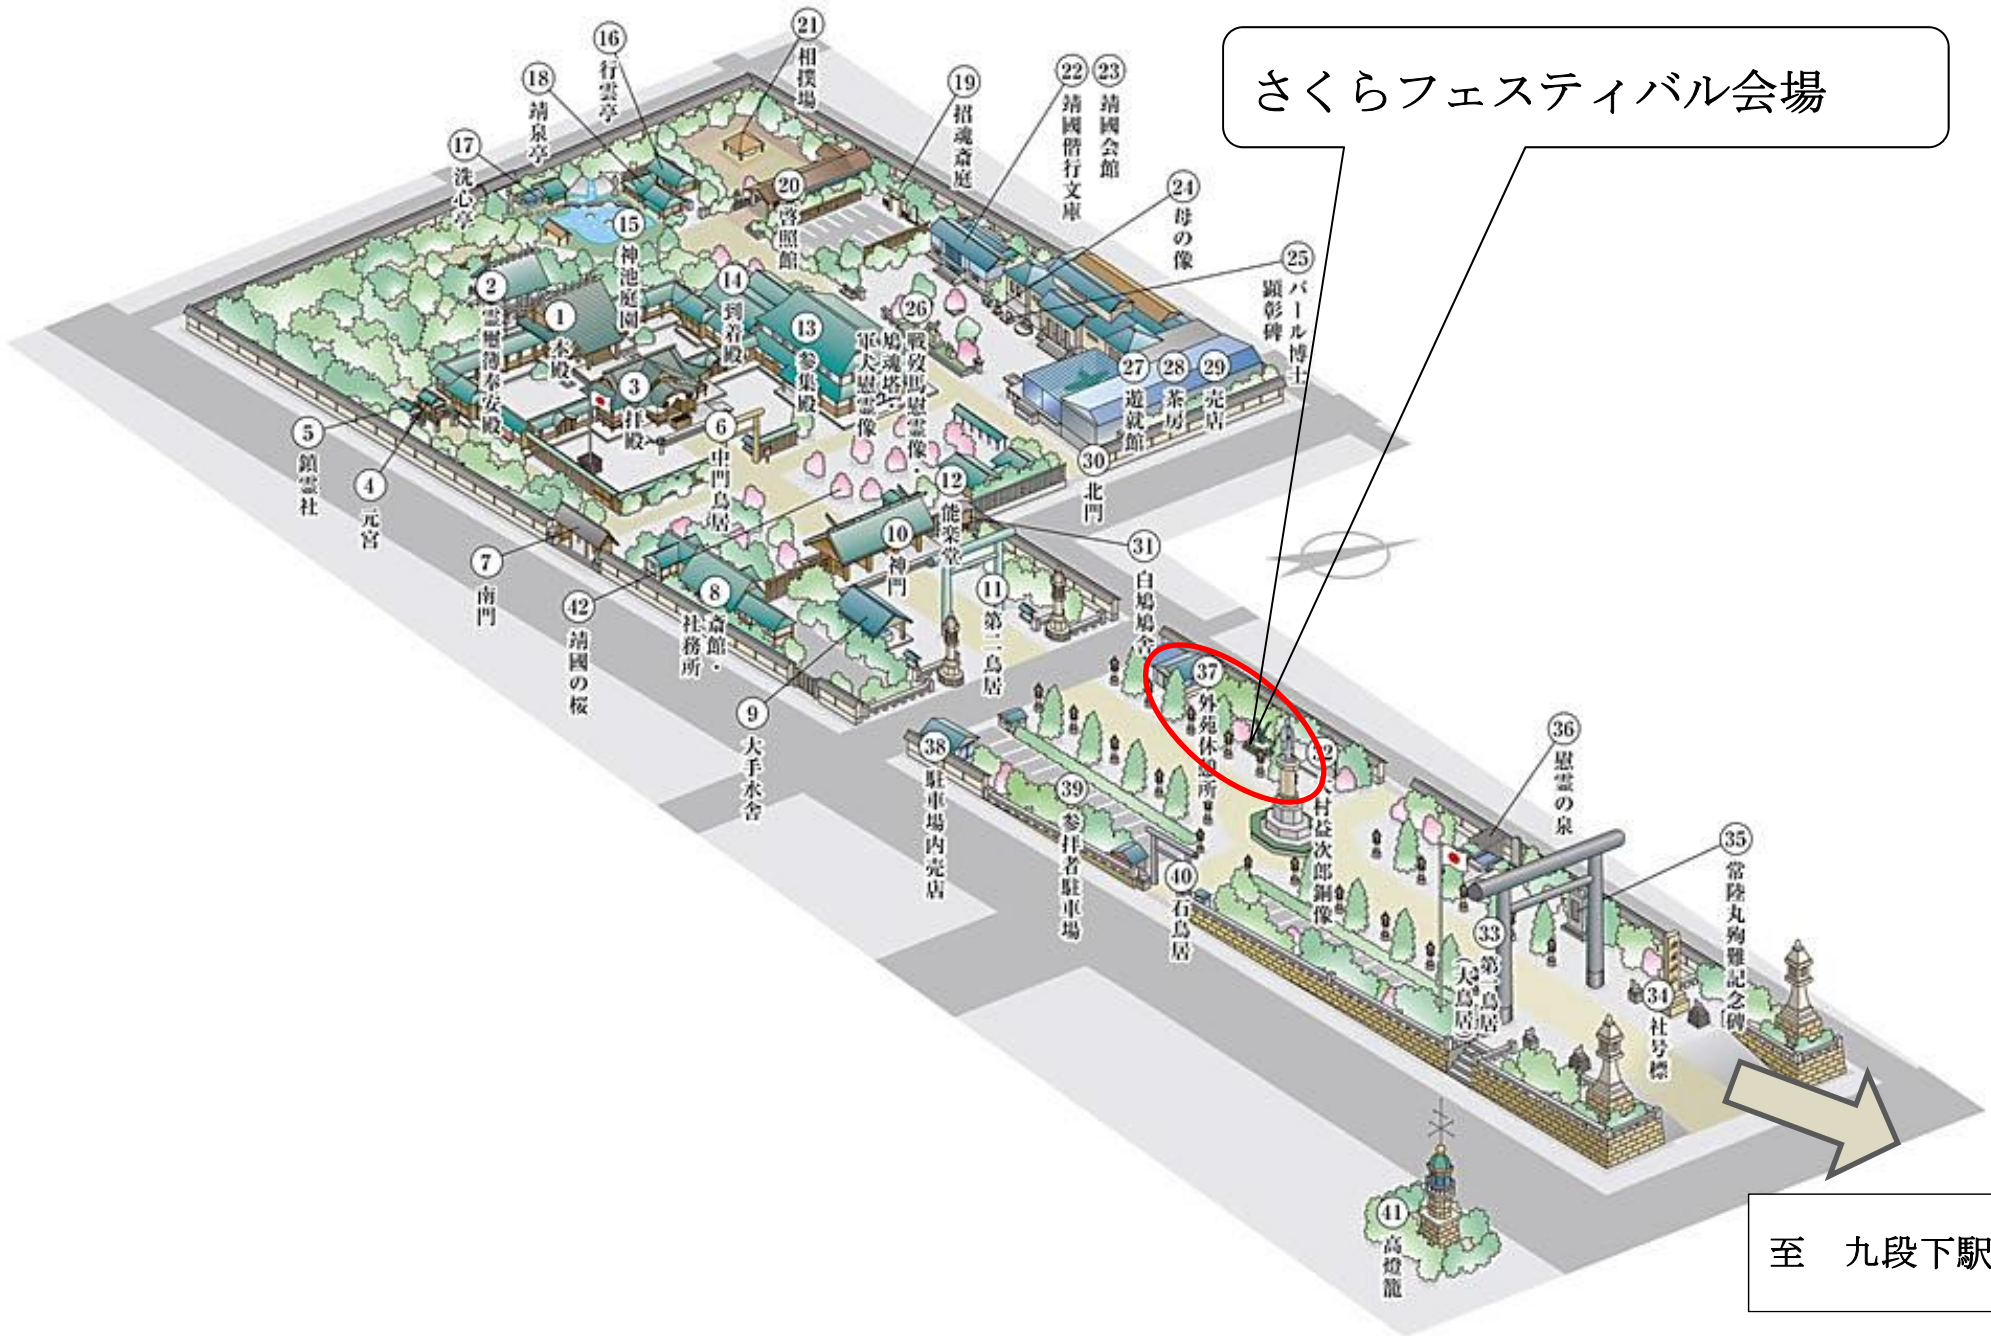 さくらフェスティバル会場
① 本殿
② 霊璽簿奉安殿
③ 拝殿
④ 元宮
⑤ 鎮霊社
⑥ 中門鳥居
⑦ 南門
⑧ 斎館・
社務所
⑨ 大手水舎
⑩ 神門
⑪ 第二鳥居
⑫ 能楽堂
⑬ 参集殿
⑭ 到着殿
⑮ 神池庭園
⑯ 行雲亭
⑰ 洗心亭
⑱ 靖泉亭
⑲ 招魂斎庭
⑳ 啓照館
㉑ 相撲場
㉒ 靖國偕行文庫
㉓ 靖國会館
㉔ 母の像
㉕ パール博士
顕彰碑
㉖ 戰歿馬慰霊像・
鳩魂塔・
軍犬慰霊像
㉗ 遊就館
㉘ 茶房
㉙ 売店
㉚ 北門
㉛ 白鳩鳩舎
㉜ 村益次郎銅像
㉝ 第一鳥居
(大鳥居)
㉞ 社号標
㉟ 常陸丸殉難記念碑
㊱ 慰霊の泉
㊲ 外苑休憩所
㊳ 駐車場内売店
㊴ 参拝者駐車場
㊵ 石鳥居
㊶ 高燈籠
㊷ 靖國の桜
至　九段下駅